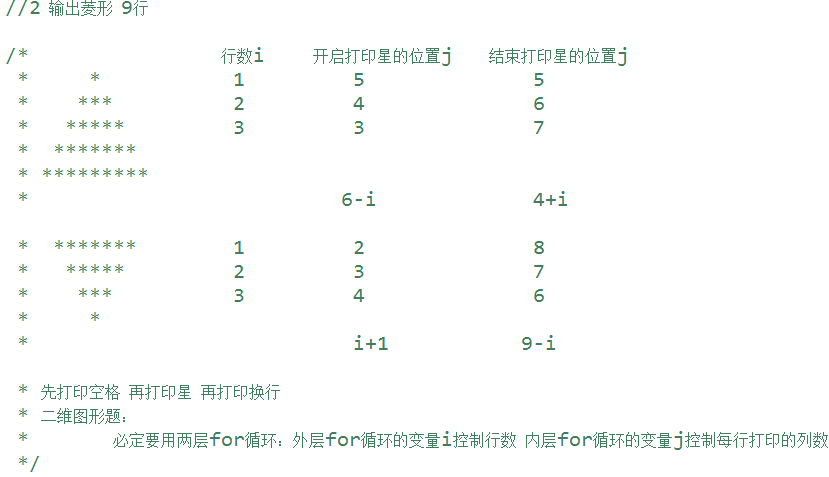 //2 输出菱形 9行
/*                行数i    开启打印星的位置j   结束打印星的位置j
 *     *           1         5              5
 *    ***          2         4              6
 *   *****         3         3              7
 *  *******
 * *********
 *                          6-i            4+i
 *  *******        1         2              8
 *   *****         2         3              7
 *    ***          3         4              6
 *     *
 *                           i+1           9-i
 * 先打印空格 再打印星 再打印换行
 * 二维图形题：
 *       必定要用两层for循环：外层for循环的变量i控制行数 内层for循环的变量j控制每行打印的列数
 */